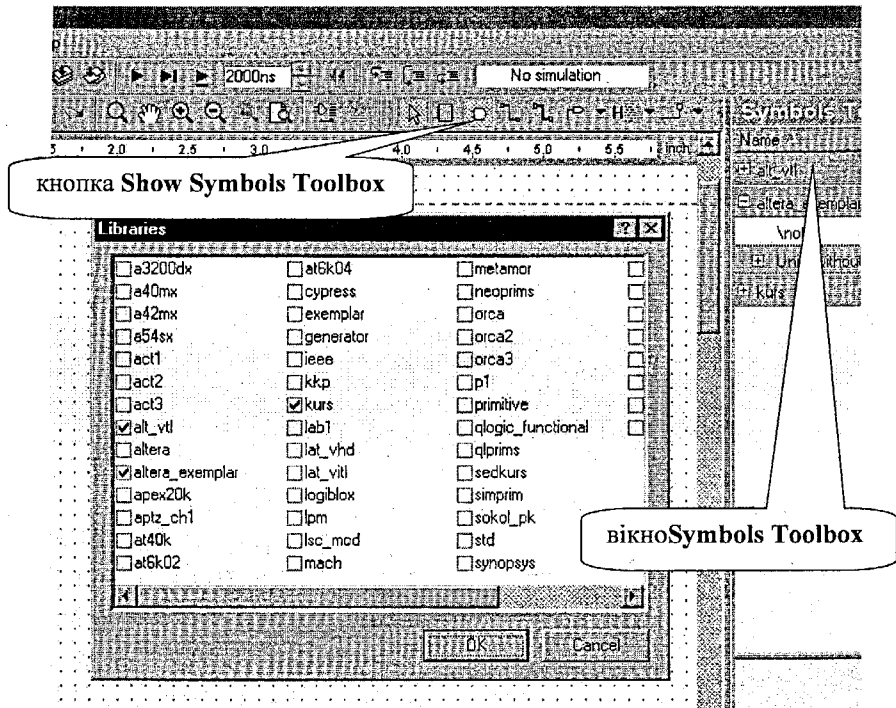 2000ns No simulation
2.0 2.5 3.0 4.0 4.5 5.0 5.5 inch
Symbols T
Name
кнопка Show Symbols Toolbox
alt_vtl
altera_exemplar
kurs
Libraries
a3200dx at6k04 metamor
a40mx cypress neoprims
a42mx exemplar orca
a54sx generator orca2
act1 ieee orca3
act2 kkp p1
act3 kurs primitive
alt_vtl lab1 qlogic_functional
altera lat_vhd qlprims
altera_exemplar lat_vitl sedkurs
apex20k logiblox simprim
aptz_ch1 lpm sokol_pk
at40k lsc_mod std
at6k02 mach synopsys
вікноSymbols Toolbox
OK Cancel